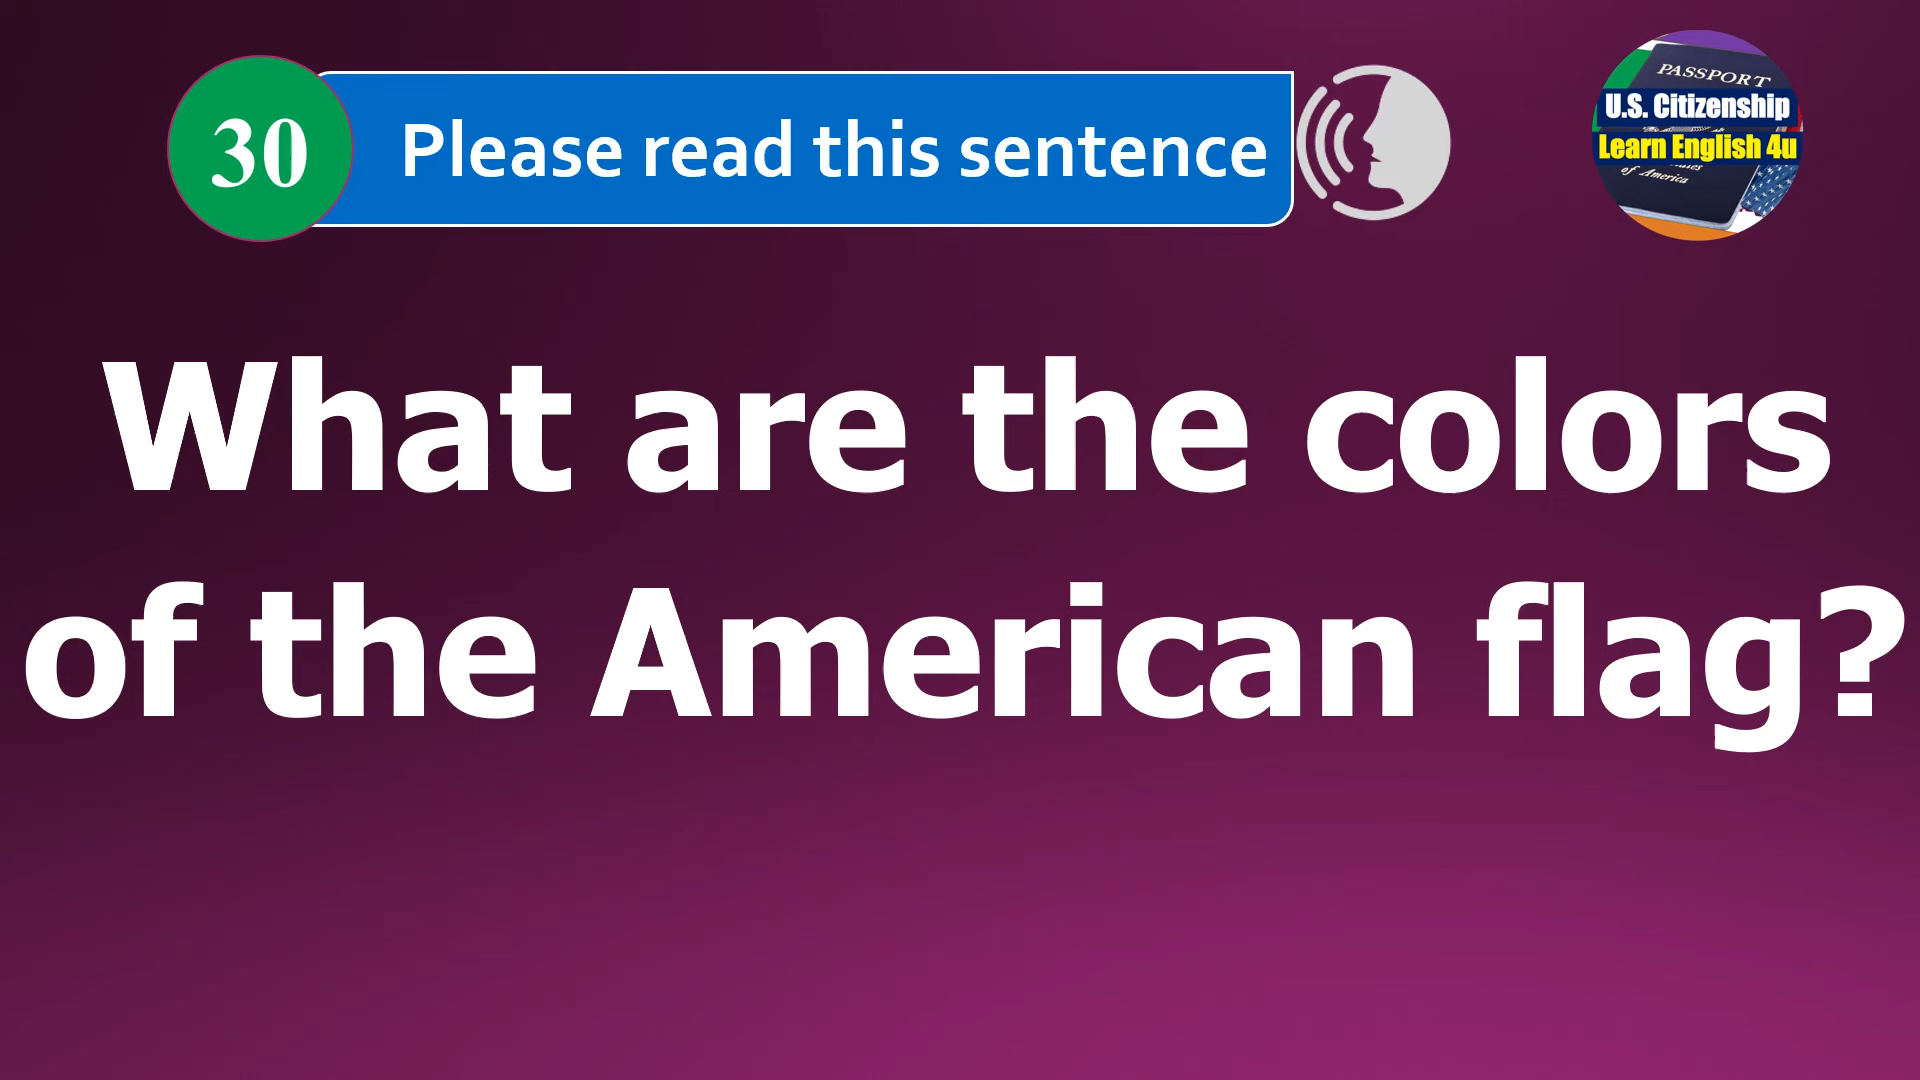 30
Please read this sentence
PASSPORT
U.S. Citizenship
Learn English 4u
of America
What are the colors
of the American flag?